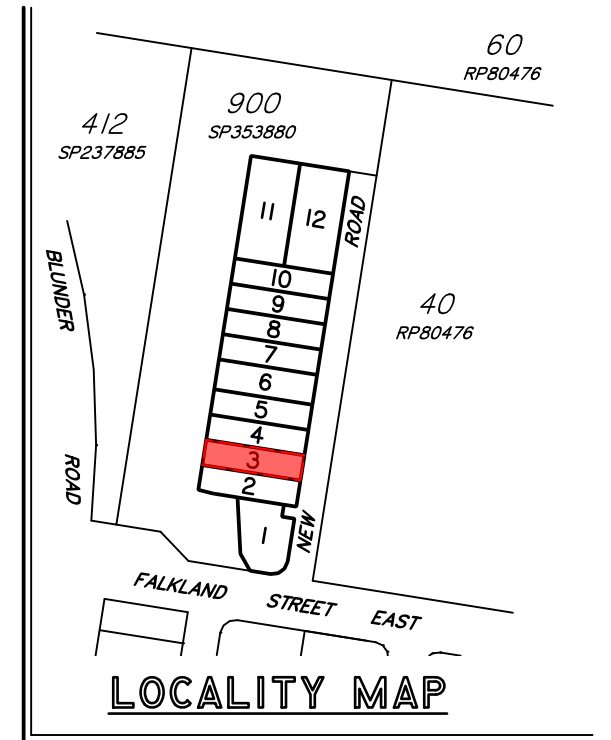 60
RP80476
900
SP353880
412
SP237885
11
12
ROAD
10
9
8
7
6
5
4
3
2
1
40
RP80476
BLUNDER
ROAD
NEW
FALKLAND STREET EAST
LOCALITY MAP